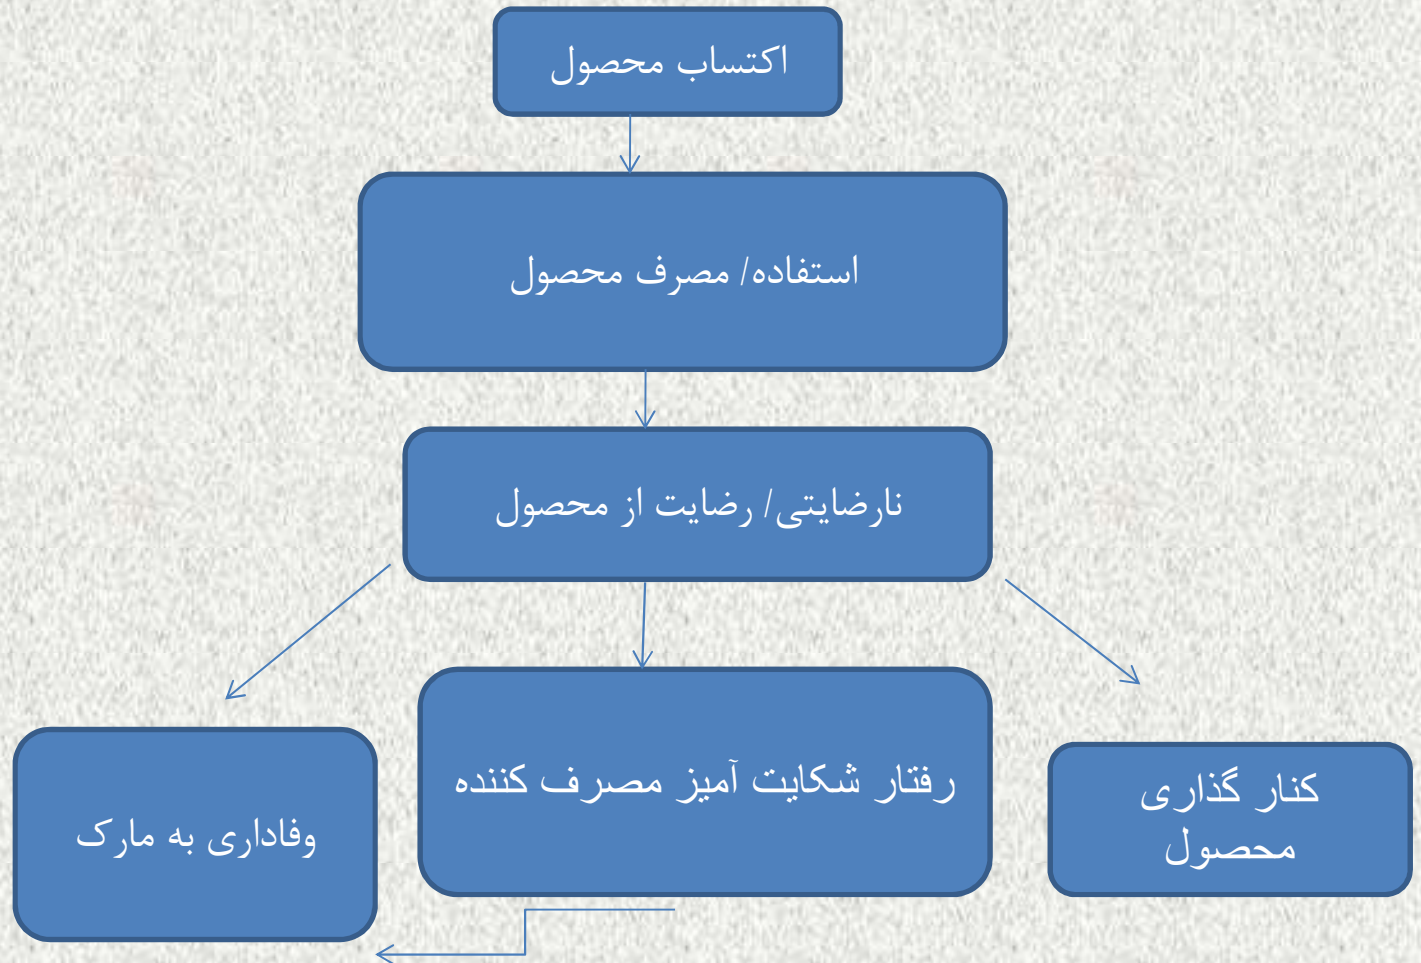 اکتساب محصول
استفاده/ مصرف محصول
نارضایتی/ رضایت از محصول
رفتار شکایت آمیز مصرف کننده
کنار گذاری
محصول
وفاداری به مارک